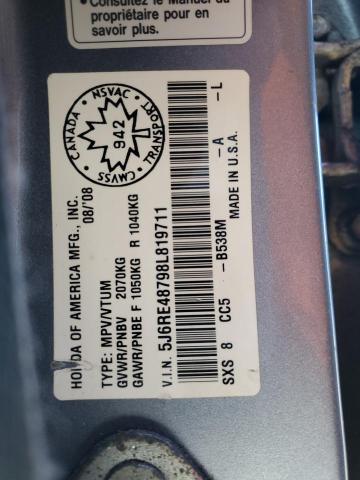 • Consultez le Manuel du
propriétaire pour en
savoir plus.
HONDA OF AMERICA MFG., INC.
08/'08
TYPE: MPV/VTUM
GVWR/PNBV 2070KG
GAWR/PNBE F 1050KG R 1040KG
V.I.N. 5J6RE48798L819711
SXS 8 CC5 -B538M -A -L
MADE IN U.S.A.
CANADA • NSVAC • TRANSPORT • CMVSS •
942